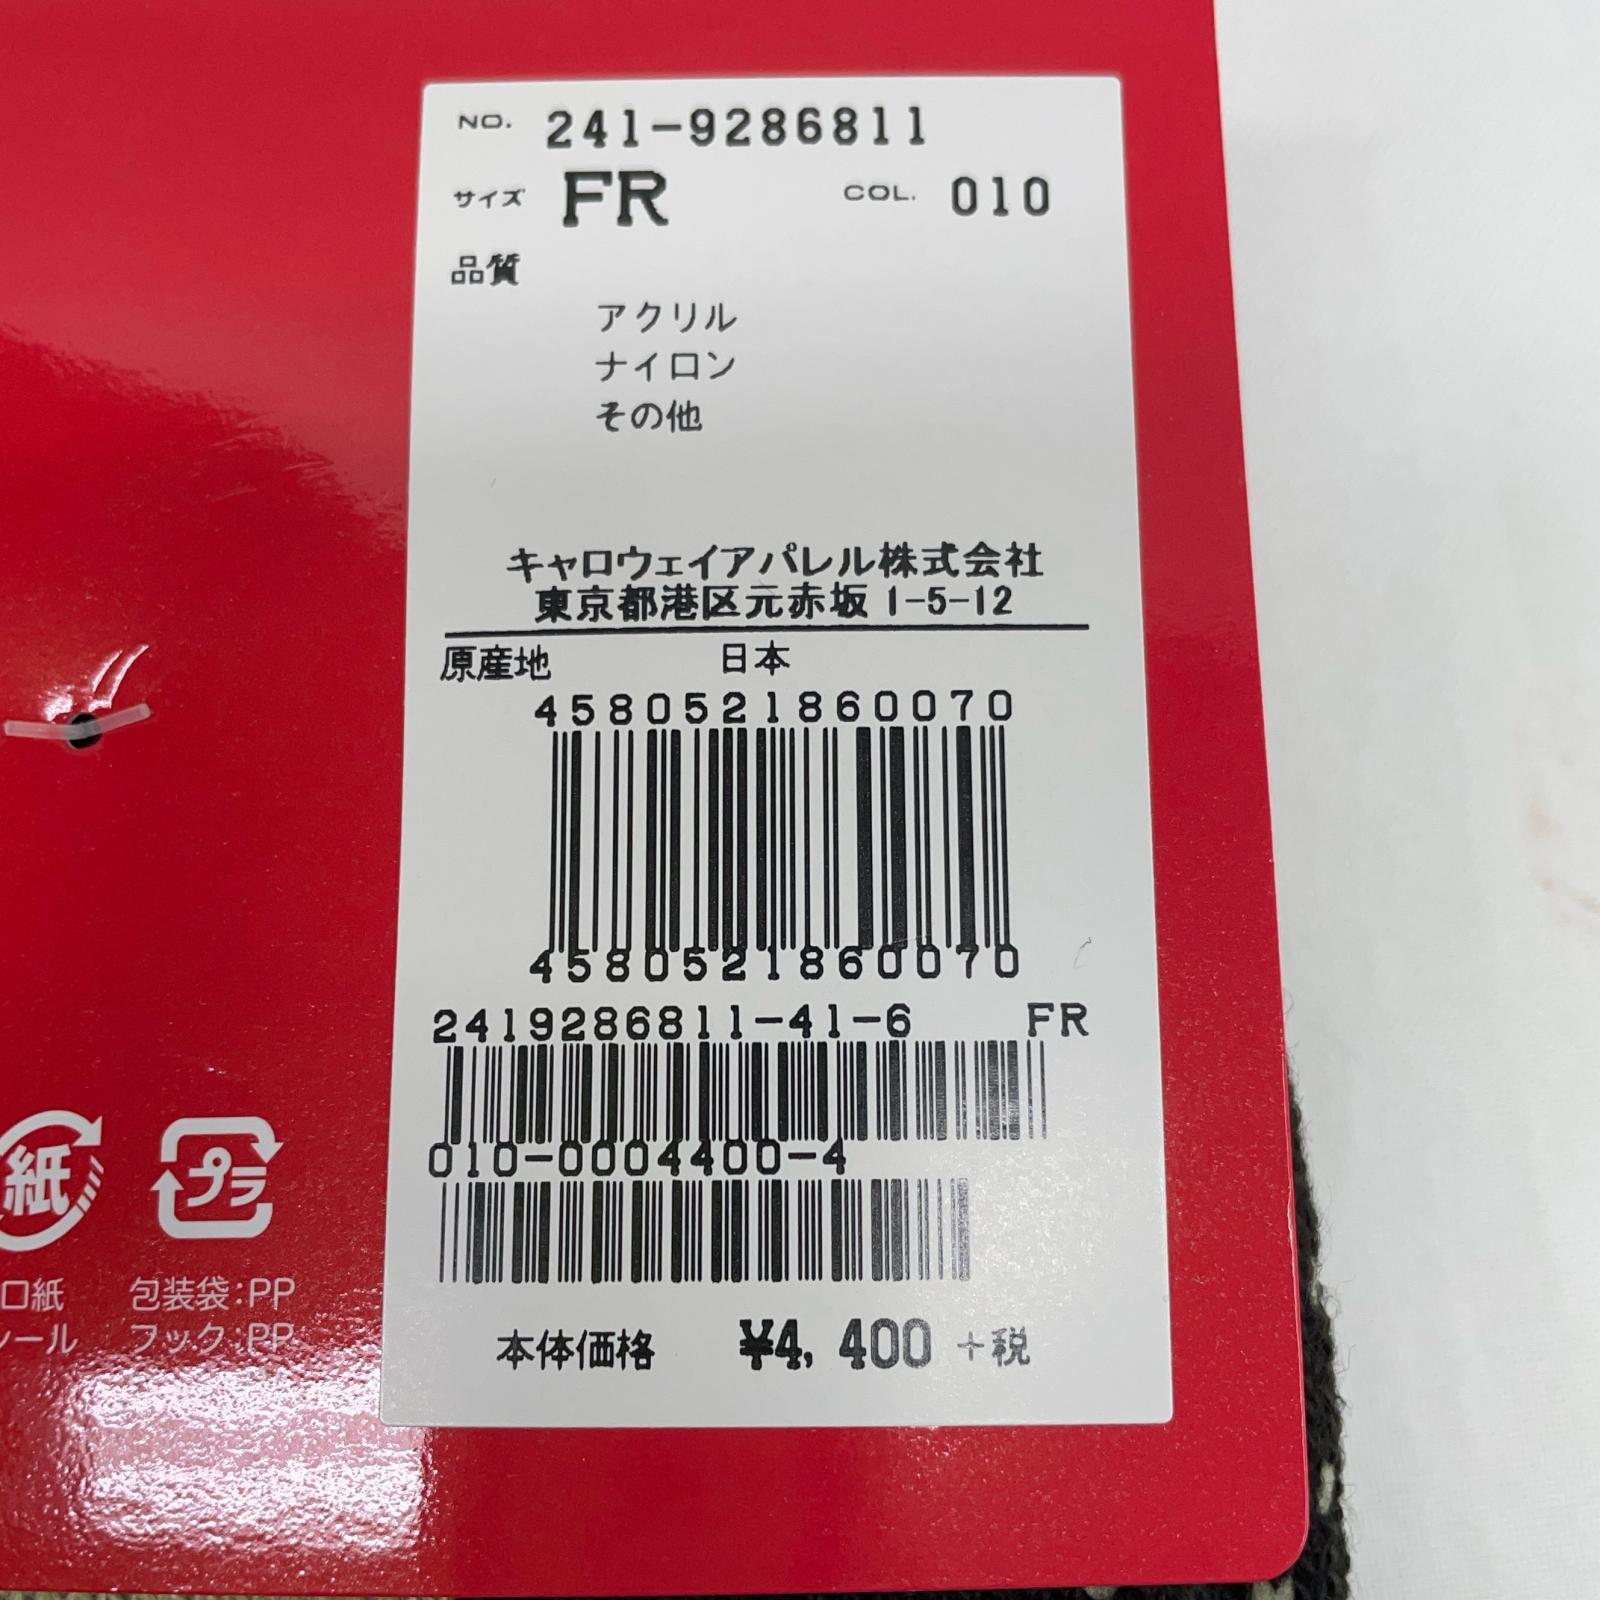 NO. 241-9286811
サイズ FR COL. 010
品質
アクリル
ナイロン
その他
キャロウェイアパレル株式会社
東京都港区元赤坂 1-5-12
原産地 日本
4580521860070
4580521860070
2419286811-41-6 FR
010-0004400-4
本体価格 ¥4,400 +税
紙
プラ
口紙
ール
包装袋:PP
フック:PP